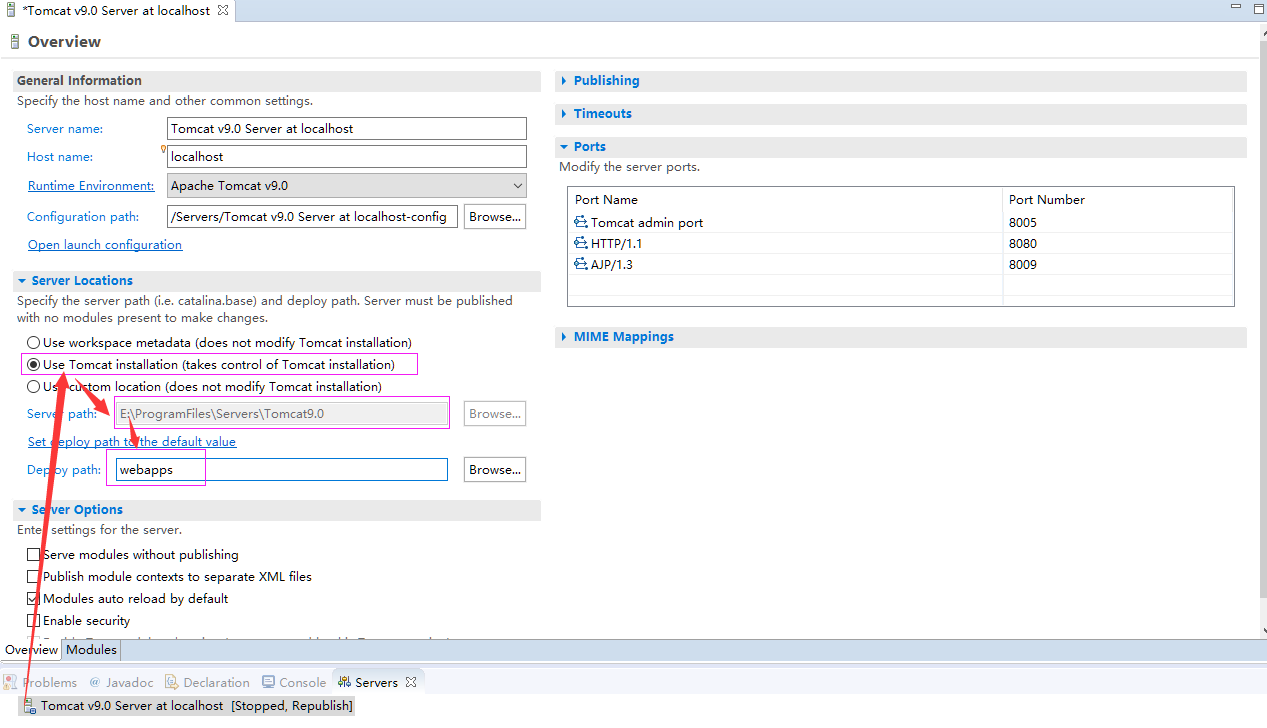 *Tomcat v9.0 Server at localhost
Overview
General Information
Specify the host name and other common settings.
Server name:
Tomcat v9.0 Server at localhost
Host name:
localhost
Runtime Environment:
Apache Tomcat v9.0
Configuration path:
/Servers/Tomcat v9.0 Server at localhost-config
Browse...
Open launch configuration
Server Locations
Specify the server path (i.e. catalina.base) and deploy path. Server must be published
with no modules present to make changes.
Use workspace metadata (does not modify Tomcat installation)
Use Tomcat installation (takes control of Tomcat installation)
Use custom location (does not modify Tomcat installation)
Server path:
E:\ProgramFiles\Servers\Tomcat9.0
Browse...
Set deploy path to the default value
Deploy path:
webapps
Browse...
Server Options
Enter settings for the server.
Serve modules without publishing
Publish module contexts to separate XML files
Modules auto reload by default
Enable security
Publishing
Timeouts
Ports
Modify the server ports.
Port Name Port Number
Tomcat admin port 8005
HTTP/1.1 8080
AJP/1.3 8009
MIME Mappings
Overview Modules
Problems @ Javadoc Declaration Console Servers
Tomcat v9.0 Server at localhost [Stopped, Republish]